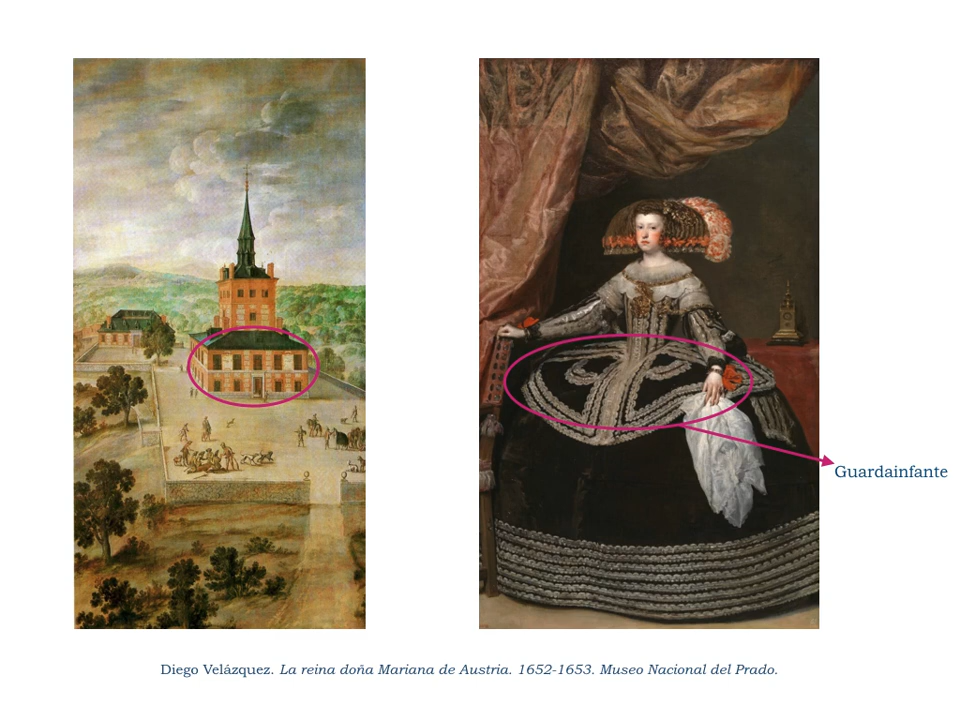 Guardainfante
Diego Velázquez. La reina doña Mariana de Austria. 1652-1653. Museo Nacional del Prado.